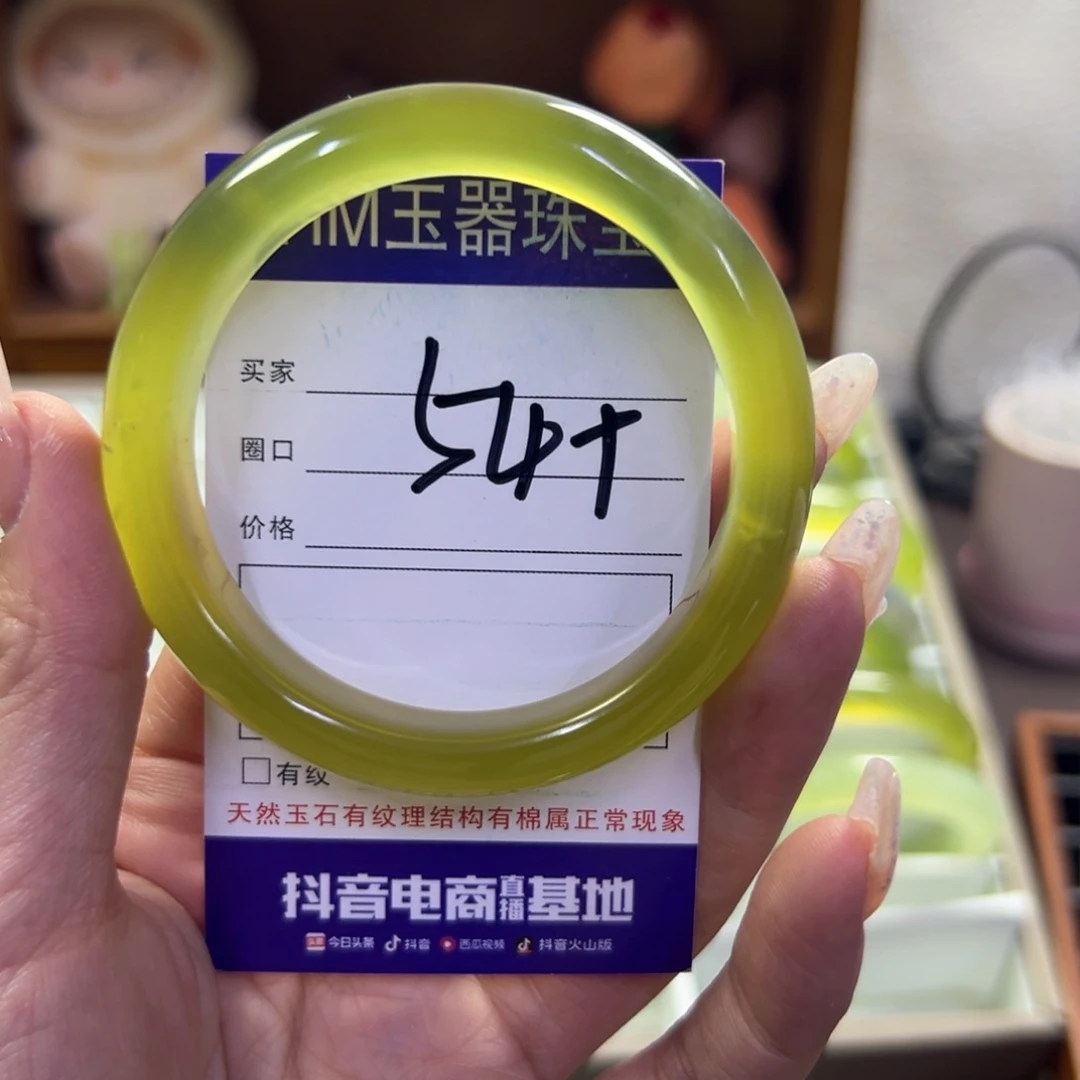 M玉器珠宝
买家
圈口
54+
价格
有纹
天然玉石有纹理结构有棉属正常现象
抖音电商直播基地
头条 今日头条 抖音 西瓜视频 抖音火山版